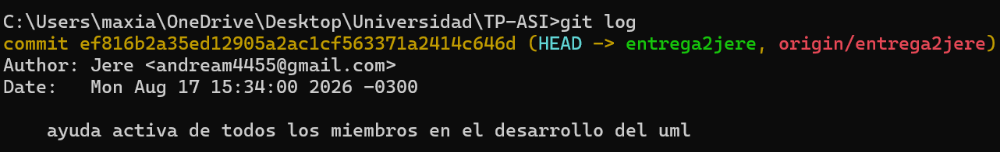 C:\Users\maxia\OneDrive\Desktop\Universidad\TP-ASI>git log
commit ef816b2a35ed12905a2ac1cf563371a2414c646d (HEAD -> entrega2jere, origin/entrega2jere)
Author: Jere <andream4455@gmail.com>
Date:   Mon Aug 17 15:34:00 2026 -0300
    ayuda activa de todos los miembros en el desarrollo del uml